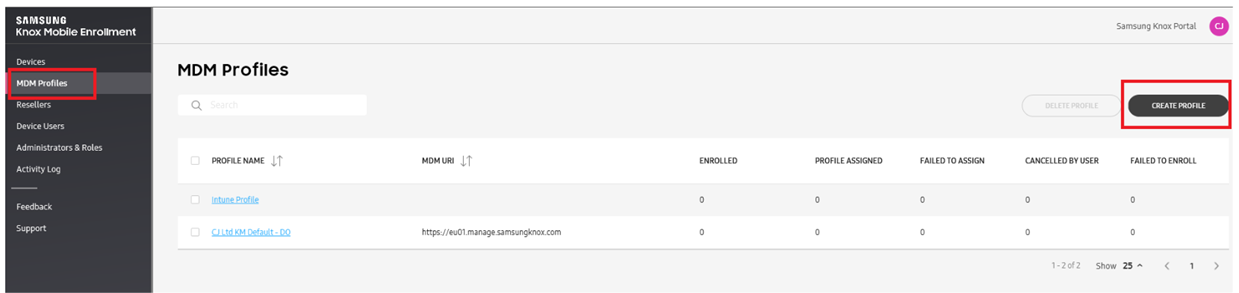 SAMSUNG
Knox Mobile Enrollment
Samsung Knox Portal CJ
Devices
MDM Profiles
Resellers
Device Users
Administrators & Roles
Activity Log
Feedback
Support
MDM Profiles
Search
DELETE PROFILE CREATE PROFILE
PROFILE NAME MDM URI ENROLLED PROFILE ASSIGNED FAILED TO ASSIGN CANCELLED BY USER FAILED TO ENROLL
Intune Profile 0 0 0 0 0
CJ Ltd KM Default - DO https://eu01.manage.samsungknox.com 0 0 0 0 0
1 - 2 of 2 Show 25 1